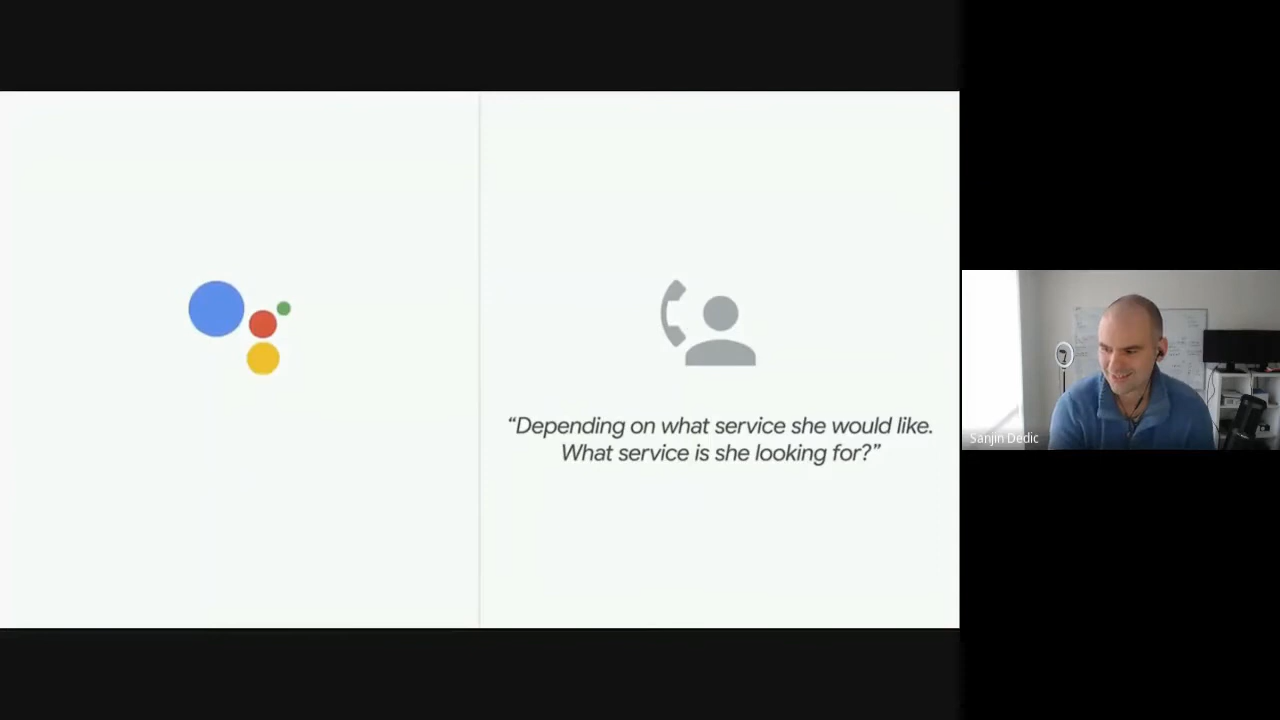 “Depending on what service she would like.
What service is she looking for?”
Sanjin Dedic